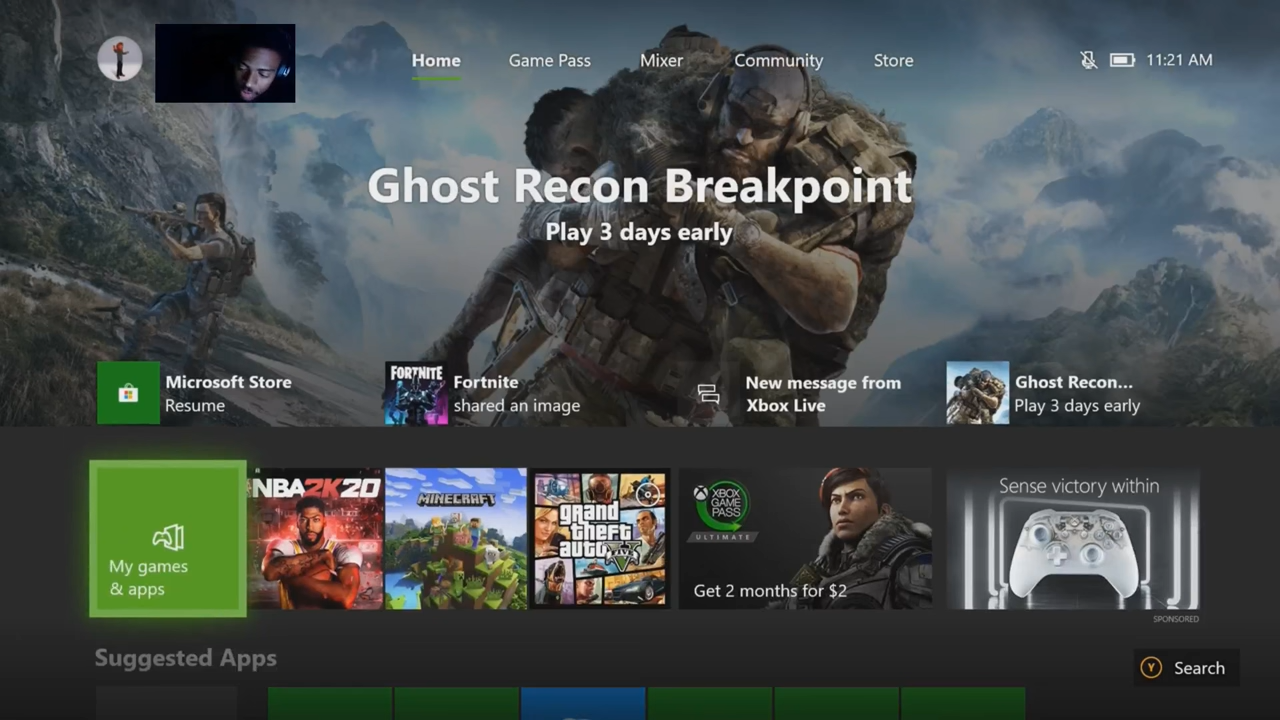 Home
Game Pass
Mixer
Community
Store
11:21 AM
Ghost Recon Breakpoint
Play 3 days early
Microsoft Store
Resume
FORTNITE
Fortnite
shared an image
New message from
Xbox Live
Ghost Recon...
Play 3 days early
My games
& apps
NBA2K20
MINECRAFT
grand
theft
auto V
XBOX
GAME
PASS
ULTIMATE
Get 2 months for $2
Sense victory within
SPONSORED
Suggested Apps
Y
Search